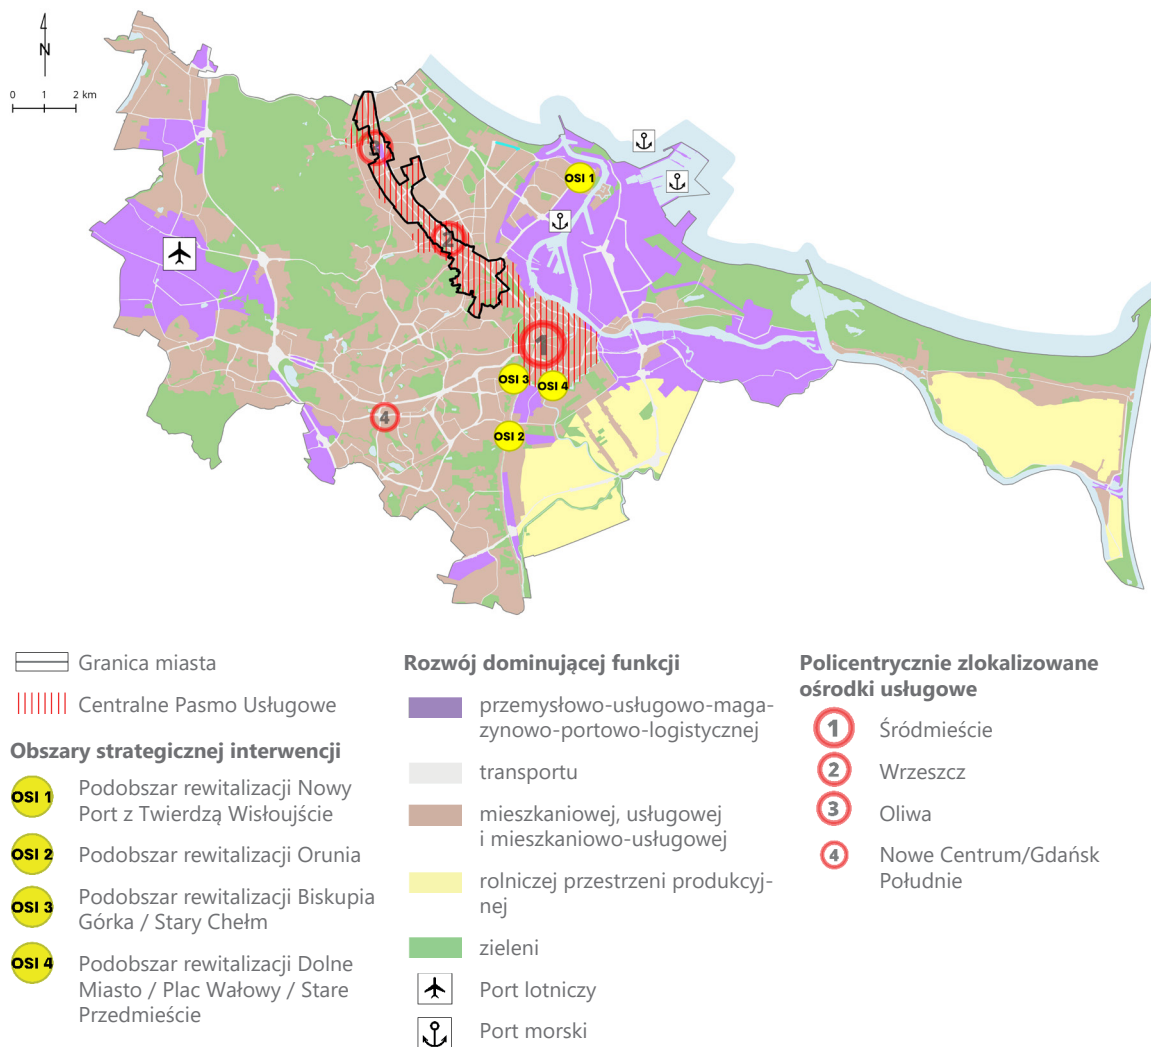 N
0 1 2 km
3
2
1
4
OSI 1
OSI 3
OSI 4
OSI 2
Granica miasta
Centralne Pasmo Usługowe
Obszary strategicznej interwencji
OSI 1
Podobszar rewitalizacji Nowy
Port z Twierdzą Wisłoujście
OSI 2
Podobszar rewitalizacji Orunia
OSI 3
Podobszar rewitalizacji Biskupia
Górka / Stary Chełm
OSI 4
Podobszar rewitalizacji Dolne
Miasto / Plac Wałowy / Stare
Przedmieście
Rozwój dominującej funkcji
przemysłowo-usługowo-maga-
zynowo-portowo-logistycznej
transportu
mieszkaniowej, usługowej
i mieszkaniowo-usługowej
rolniczej przestrzeni produkcyj-
nej
zieleni
Port lotniczy
Port morski
Policentrycznie zlokalizowane
ośrodki usługowe
1 Śródmieście
2 Wrzeszcz
3 Oliwa
4 Nowe Centrum/Gdańsk
Południe